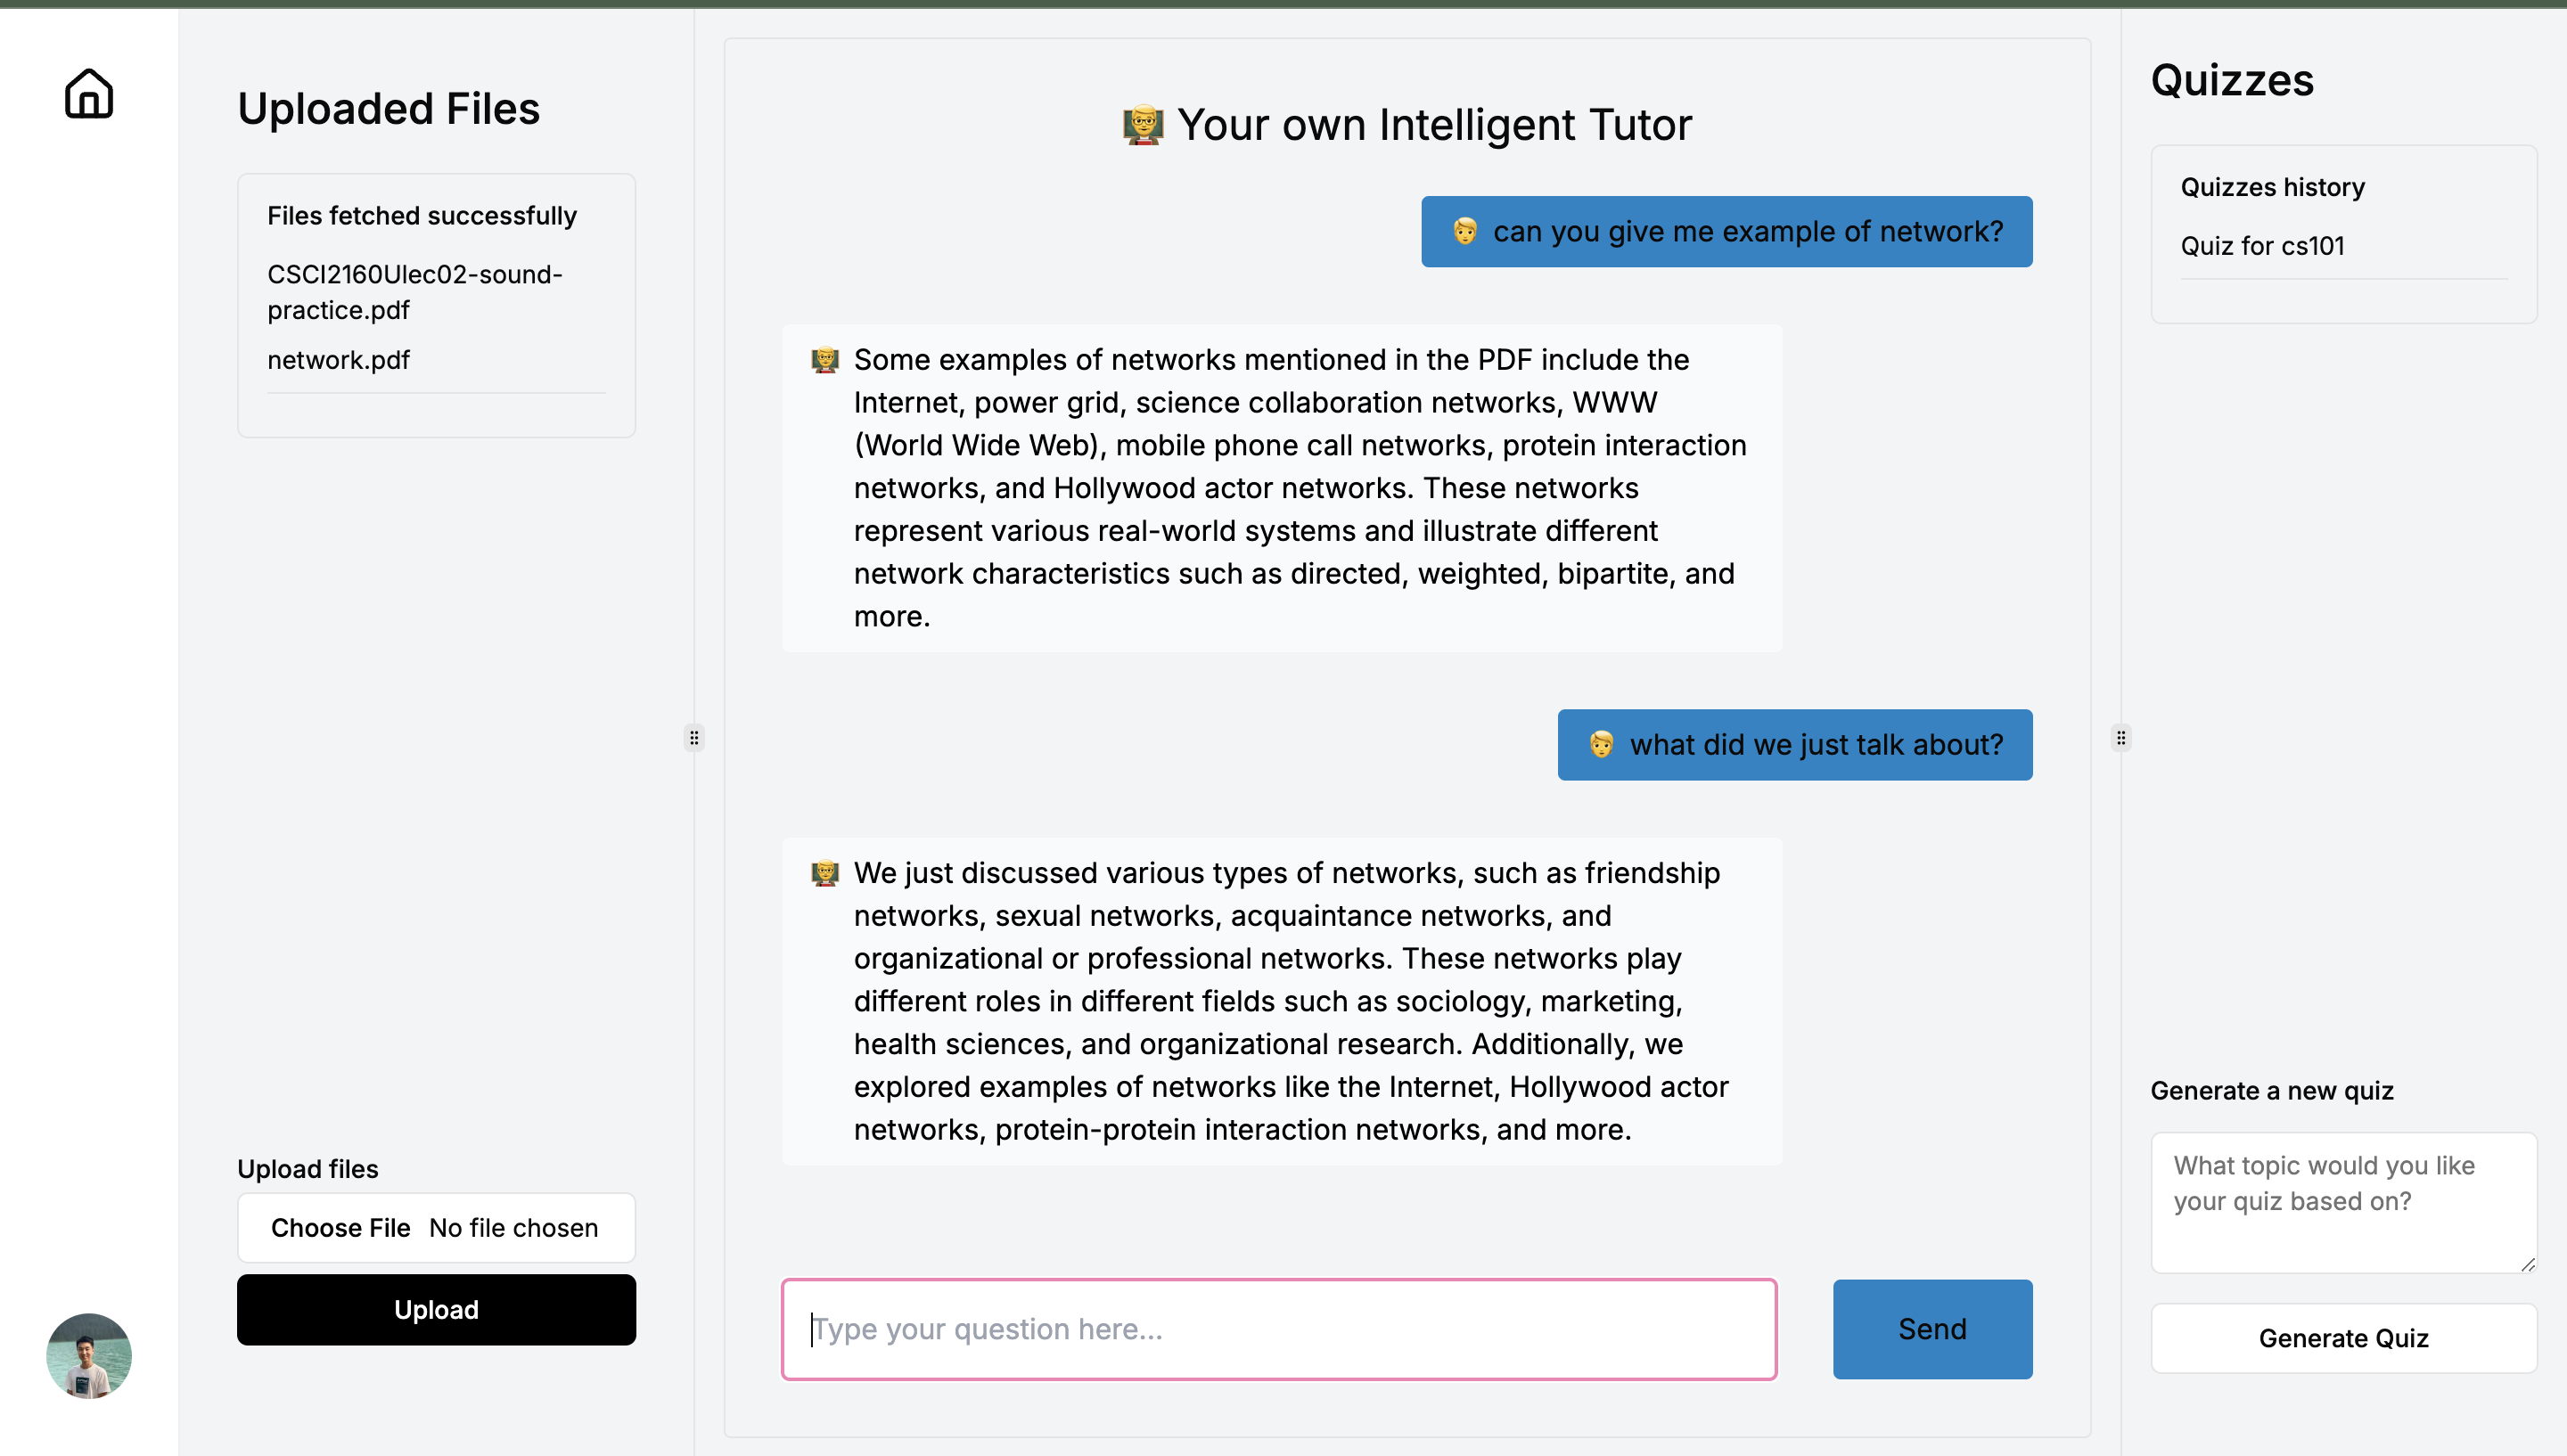 Uploaded Files
Files fetched successfully
CSCI2160Ulec02-sound-
practice.pdf
network.pdf
Upload files
Choose File No file chosen
Upload
Your own Intelligent Tutor
can you give me example of network?
Some examples of networks mentioned in the PDF include the
Internet, power grid, science collaboration networks, WWW
(World Wide Web), mobile phone call networks, protein interaction
networks, and Hollywood actor networks. These networks
represent various real-world systems and illustrate different
network characteristics such as directed, weighted, bipartite, and
more.
what did we just talk about?
We just discussed various types of networks, such as friendship
networks, sexual networks, acquaintance networks, and
organizational or professional networks. These networks play
different roles in different fields such as sociology, marketing,
health sciences, and organizational research. Additionally, we
explored examples of networks like the Internet, Hollywood actor
networks, protein-protein interaction networks, and more.
Type your question here...
Send
Quizzes
Quizzes history
Quiz for cs101
Generate a new quiz
What topic would you like
your quiz based on?
Generate Quiz